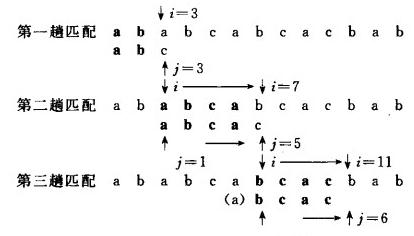 ↓i=3
第一趟匹配 a b a b c a b c a c b a b
a b c
↑j=3
↓i → ↓i=7
第二趟匹配 a b a b c a b c a c b a b
a b c a c
↑ → ↑j=5
j=1 ↓i → ↓i=11
第三趟匹配 a b a b c a b c a c b a b
(a) b c a c
↑ → ↑j=6